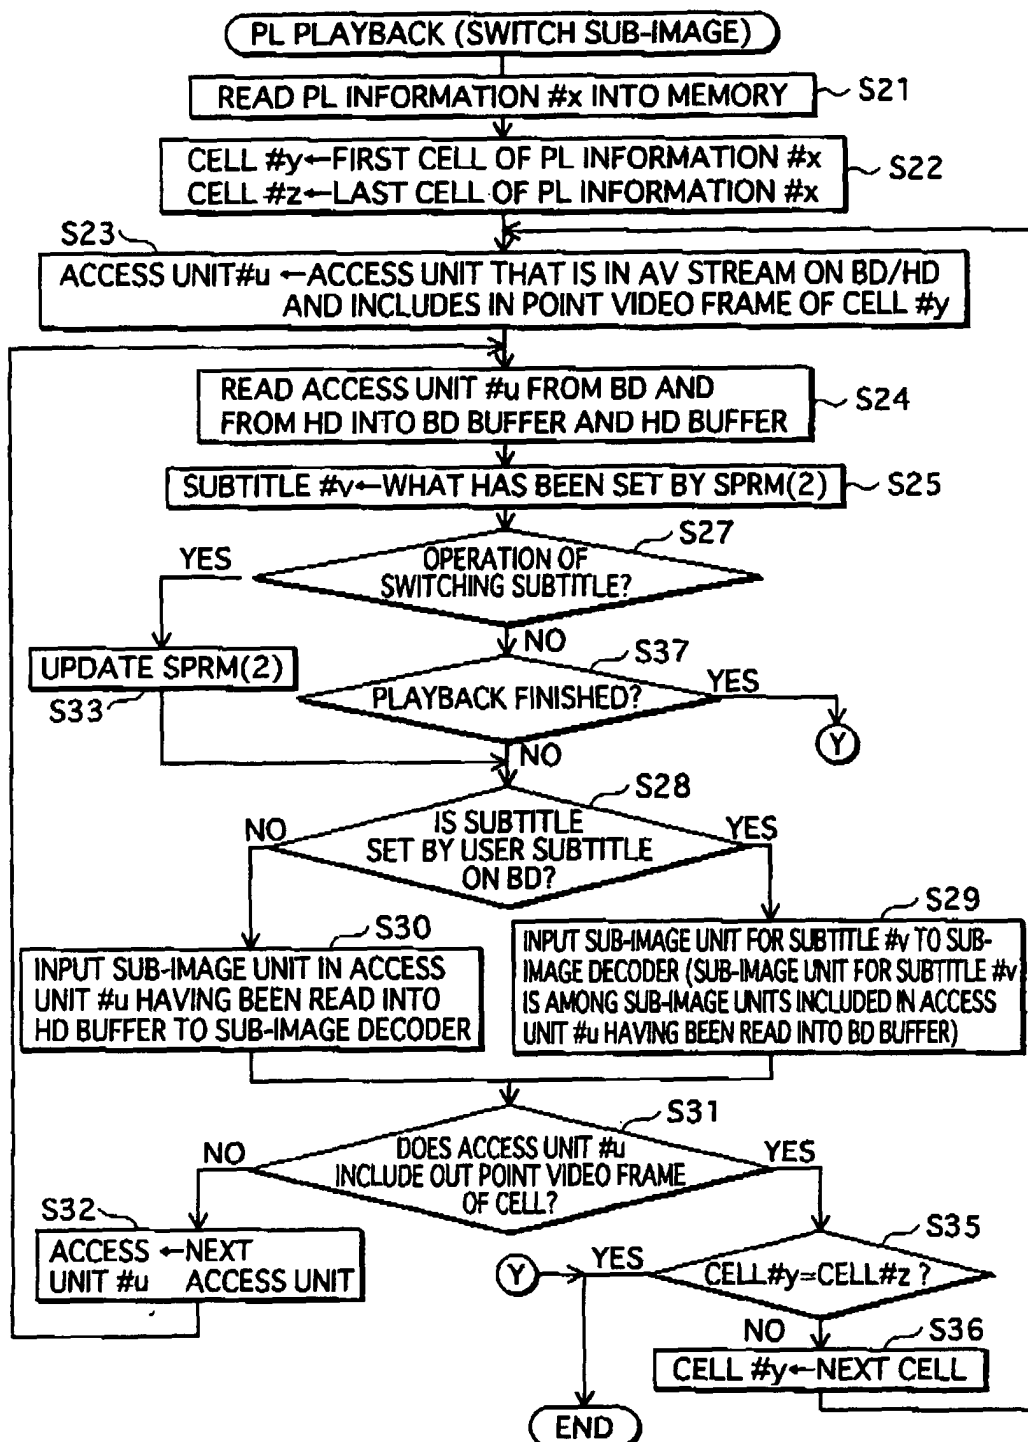 PL PLAYBACK (SWITCH SUB-IMAGE)
READ PL INFORMATION #x INTO MEMORY
S21
CELL #y←FIRST CELL OF PL INFORMATION #x
CELL #z←LAST CELL OF PL INFORMATION #x
S22
S23
ACCESS UNIT#u ←ACCESS UNIT THAT IS IN AV STREAM ON BD/HD
AND INCLUDES IN POINT VIDEO FRAME OF CELL #y
READ ACCESS UNIT #u FROM BD AND
FROM HD INTO BD BUFFER AND HD BUFFER
S24
SUBTITLE #v←WHAT HAS BEEN SET BY SPRM(2)
S25
S27
YES
OPERATION OF
SWITCHING SUBTITLE?
NO
S37
UPDATE SPRM(2)
S33
PLAYBACK FINISHED?
YES
Y
NO
S28
NO
IS SUBTITLE
SET BY USER SUBTITLE
ON BD?
YES
S30
INPUT SUB-IMAGE UNIT IN ACCESS
UNIT #u HAVING BEEN READ INTO
HD BUFFER TO SUB-IMAGE DECODER
S29
INPUT SUB-IMAGE UNIT FOR SUBTITLE #v TO SUB-
IMAGE DECODER (SUB-IMAGE UNIT FOR SUBTITLE #v
IS AMONG SUB-IMAGE UNITS INCLUDED IN ACCESS
UNIT #u HAVING BEEN READ INTO BD BUFFER)
S31
NO
DOES ACCESS UNIT #u
INCLUDE OUT POINT VIDEO FRAME
OF CELL?
YES
S32
ACCESS ←NEXT
UNIT #u ACCESS UNIT
S35
Y
YES
CELL#y=CELL#z ?
NO
S36
CELL #y←NEXT CELL
END